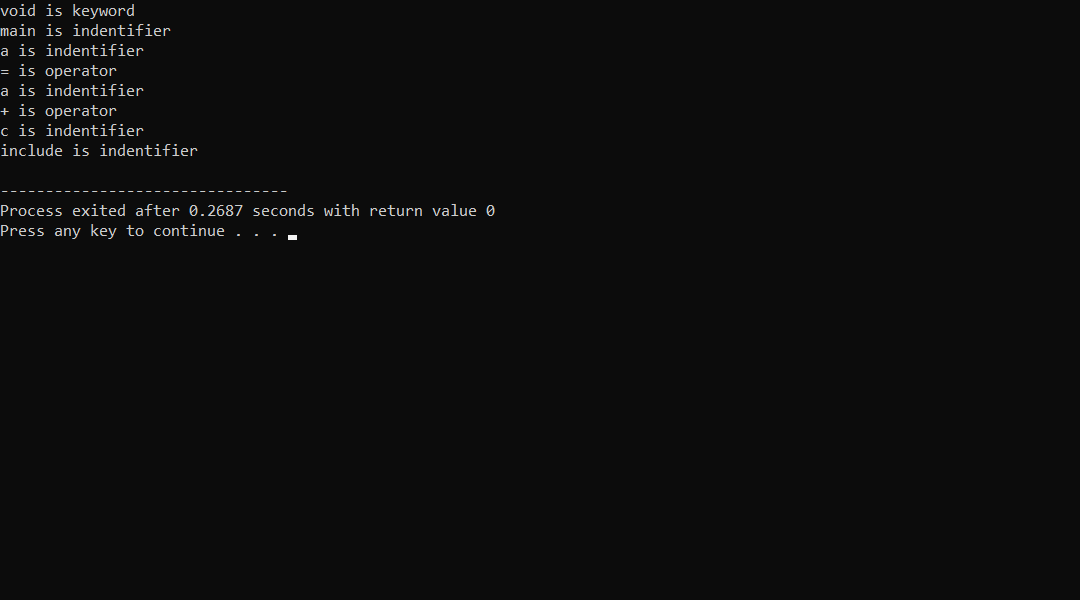 void is keyword
main is indentifier
a is indentifier
= is operator
a is indentifier
+ is operator
c is indentifier
include is indentifier
--------------------------------
Process exited after 0.2687 seconds with return value 0
Press any key to continue . . .